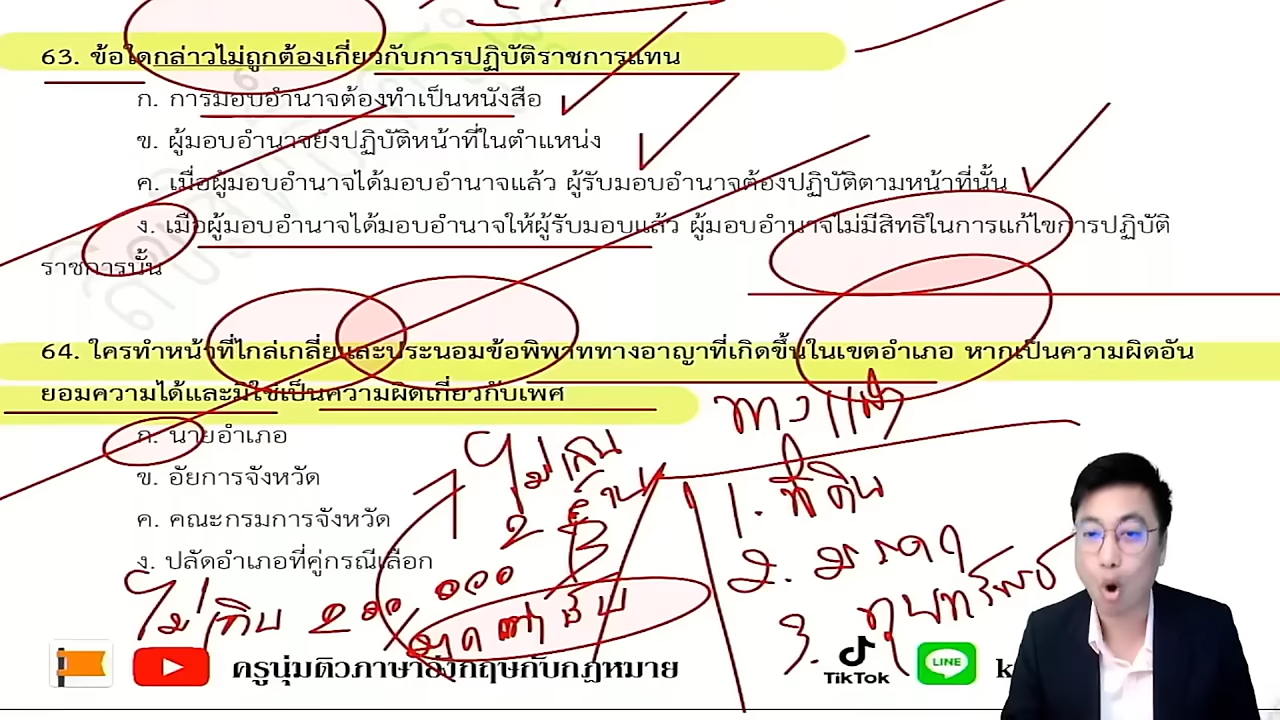 63. ข้อใดกล่าวไม่ถูกต้องเกี่ยวกับการปฏิบัติราชการแทน
ก. การมอบอำนาจต้องทำเป็นหนังสือ
ข. ผู้มอบอำนาจยังปฏิบัติหน้าที่ในตำแหน่ง
ค. เมื่อผู้มอบอำนาจได้มอบอำนาจแล้ว ผู้รับมอบอำนาจต้องปฏิบัติตามหน้าที่นั้น
ง. เมื่อผู้มอบอำนาจได้มอบอำนาจให้ผู้รับมอบแล้ว ผู้มอบอำนาจไม่มีสิทธิในการแก้ไขการปฏิบัติ
ราชการนั้น
64. ใครทำหน้าที่ไกล่เกลี่ยและประนอมข้อพิพาททางอาญาที่เกิดขึ้นในเขตอำเภอ หากเป็นความผิดอัน
ยอมความได้และมิใช่เป็นความผิดเกี่ยวกับเพศ
ก. นายอำเภอ
ข. อัยการจังหวัด
ค. คณะกรมการจังหวัด
ง. ปลัดอำเภอที่คู่กรณีเลือก
ทางแพ่ง
1. ที่ดิน
2. มรดก
3. ทุนทรัพย์
ไม่เกิน
2 ล้าน
ไม่เกิน 200 000 ฿
ครูนุ่มติวภาษาอังกฤษกับกฎหมาย
TikTok
LINE
k